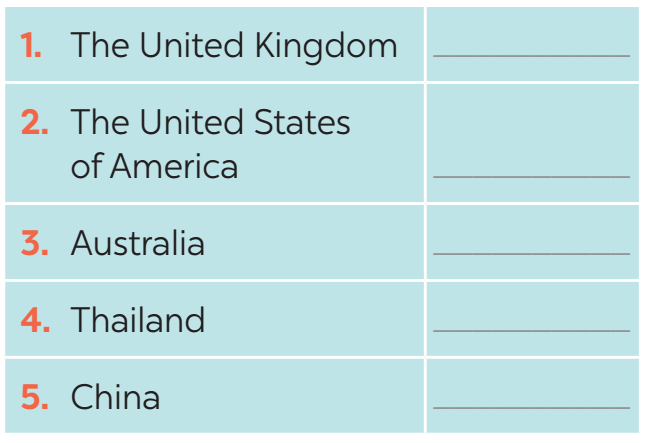 1. The United Kingdom
2. The United States
of America
3. Australia
4. Thailand
5. China